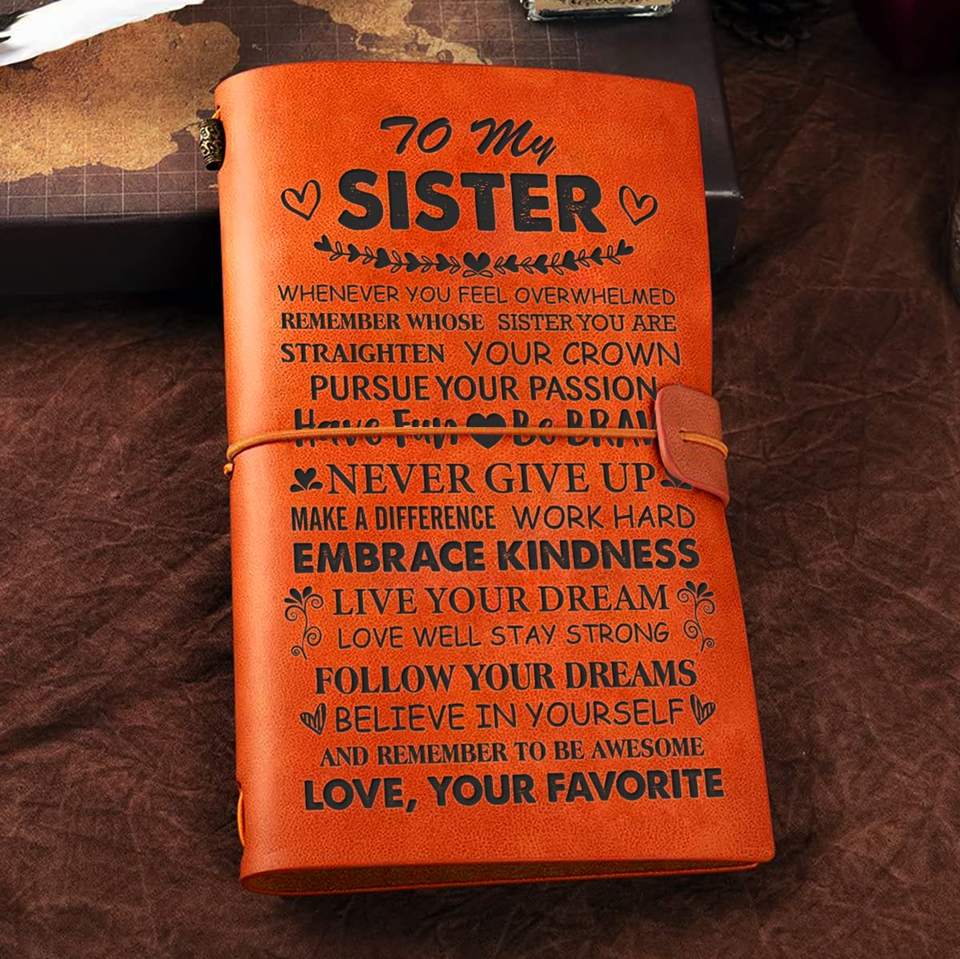 TO My
SISTER
WHENEVER YOU FEEL OVERWHELMED
REMEMBER WHOSE SISTER YOU ARE
STRAIGHTEN YOUR CROWN
PURSUE YOUR PASSION
Have Fun Be
NEVER GIVE UP
MAKE A DIFFERENCE WORK HARD
EMBRACE KINDNESS
LIVE YOUR DREAM
LOVE WELL STAY STRONG
FOLLOW YOUR DREAMS
BELIEVE IN YOURSELF
AND REMEMBER TO BE AWESOME
LOVE, YOUR FAVORITE